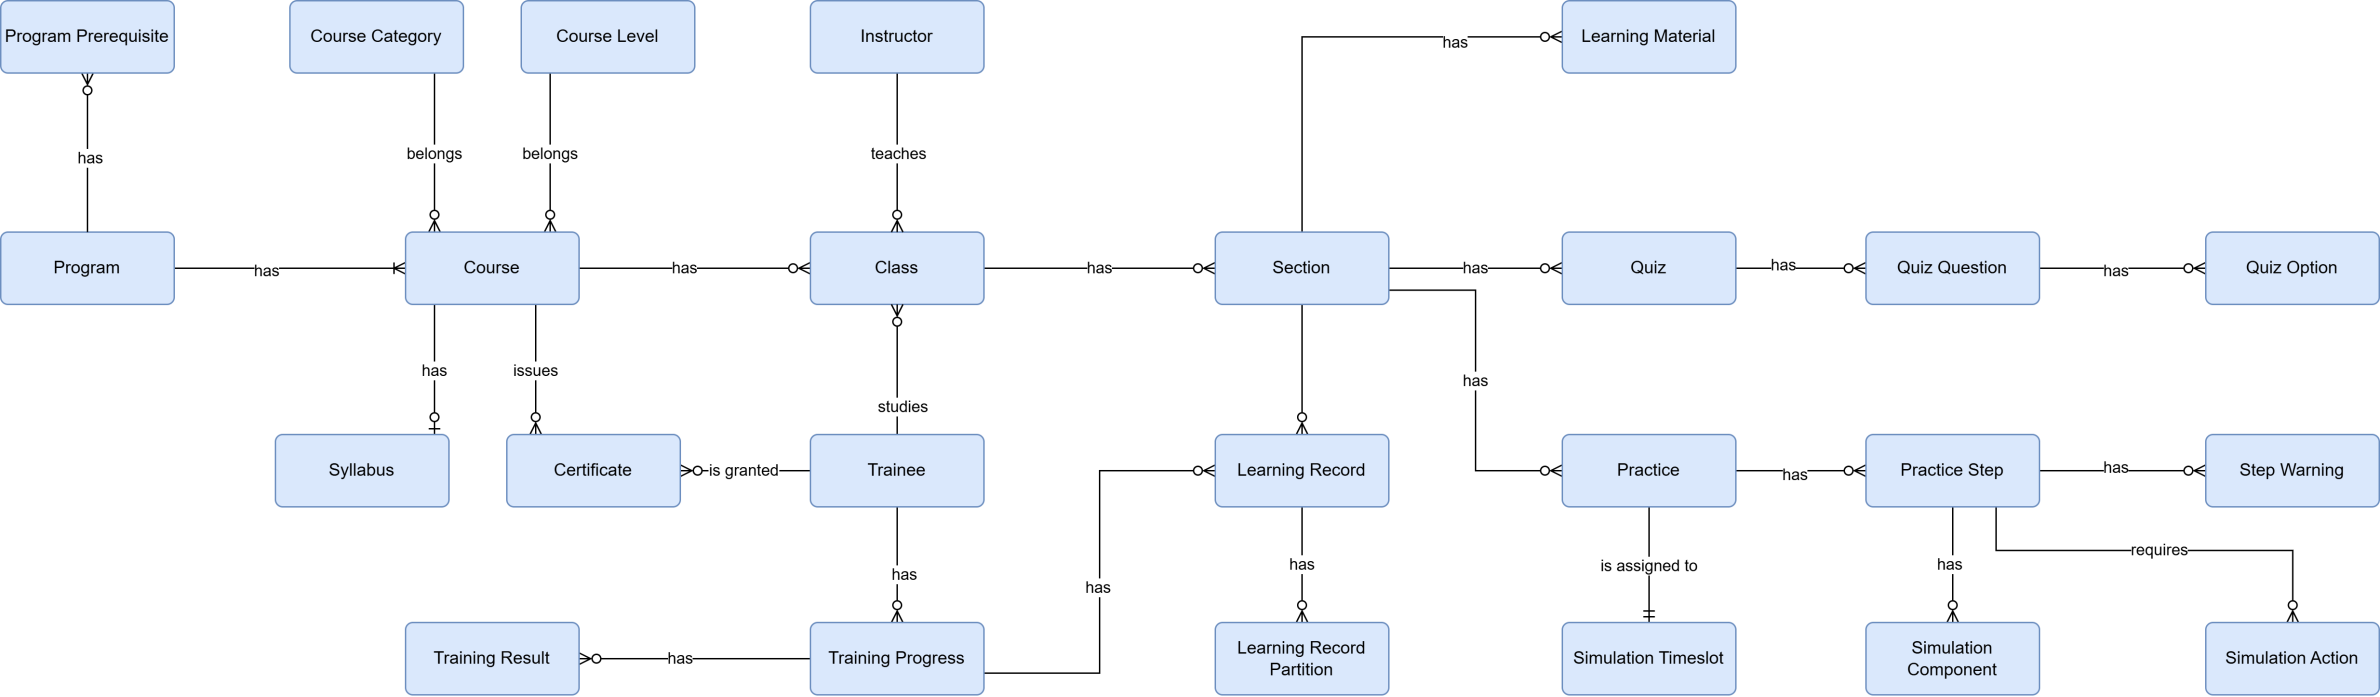 Program Prerequisite
Course Category
Course Level
Instructor
Learning Material
has
has
belongs
belongs
teaches
Program
has
Course
has
Class
has
Section
has
Quiz
has
Quiz Question
has
Quiz Option
has
issues
studies
has
Syllabus
Certificate
is granted
Trainee
Learning Record
Practice
has
Practice Step
has
Step Warning
has
has
has
is assigned to
has
requires
Training Result
has
Training Progress
Learning Record
Partition
Simulation Timeslot
Simulation
Component
Simulation Action